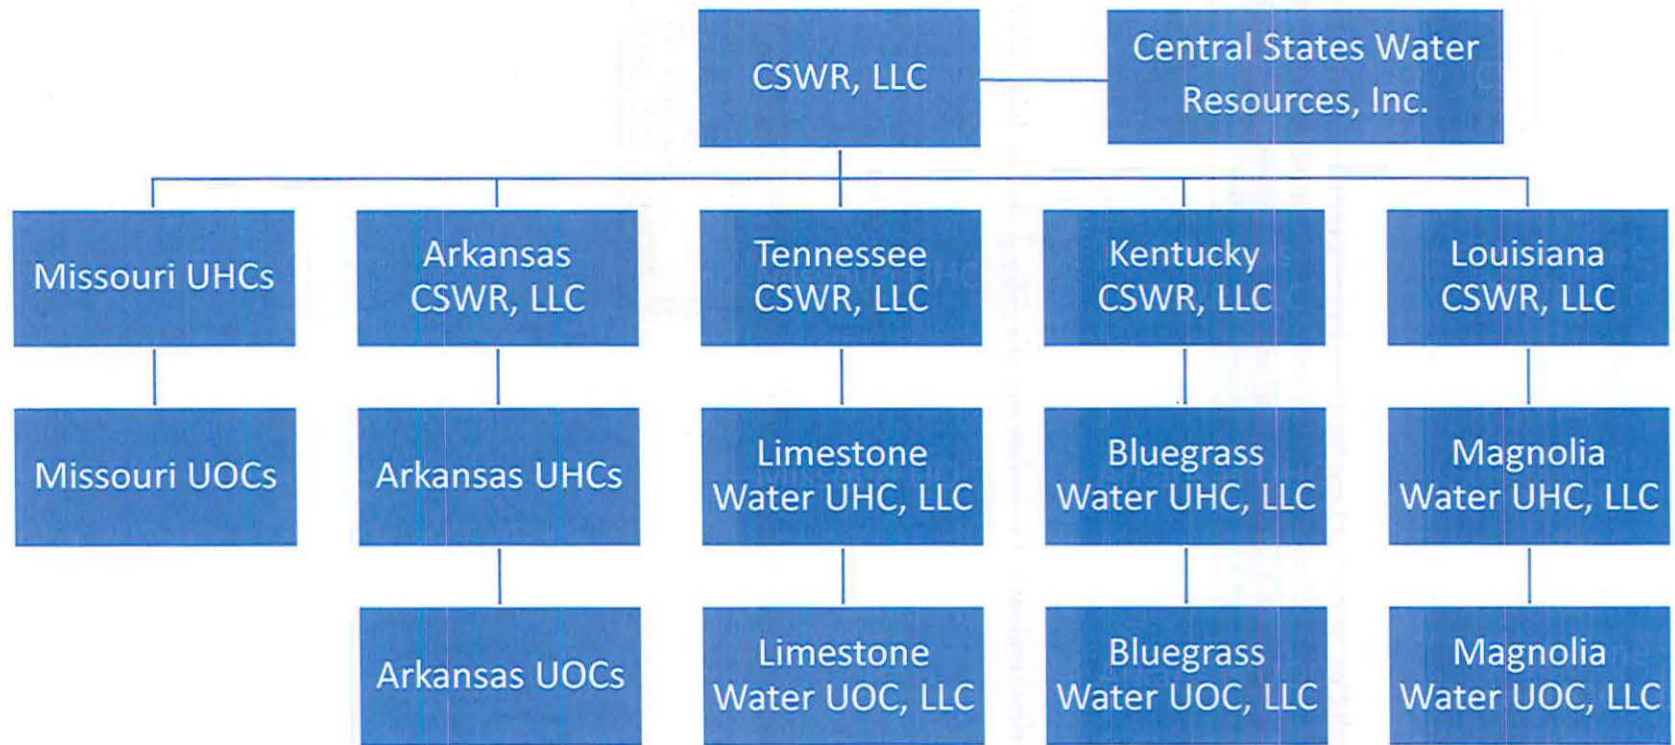 CSWR, LLC
Central States Water
Resources, Inc.
Missouri UHCs
Arkansas
CSWR, LLC
Tennessee
CSWR, LLC
Kentucky
CSWR, LLC
Louisiana
CSWR, LLC
Missouri UOCs
Arkansas UHCs
Limestone
Water UHC, LLC
Bluegrass
Water UHC, LLC
Magnolia
Water UHC, LLC
Arkansas UOCs
Limestone
Water UOC, LLC
Bluegrass
Water UOC, LLC
Magnolia
Water UOC, LLC